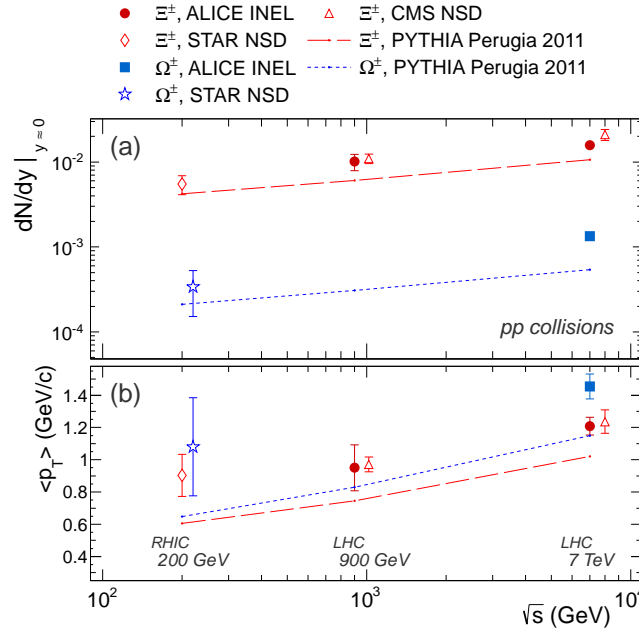 Ξ±, ALICE INEL
Ξ±, CMS NSD
Ξ±, STAR NSD
Ξ±, PYTHIA Perugia 2011
Ω±, ALICE INEL
Ω±, PYTHIA Perugia 2011
Ω±, STAR NSD
(a)
dN/dy|y≈0
10-2
10-3
10-4
pp collisions
(b)
<pT> (GeV/c)
1.4
1.2
1
0.8
0.6
0.4
RHIC
200 GeV
LHC
900 GeV
LHC
7 TeV
102
103
104
√s (GeV)